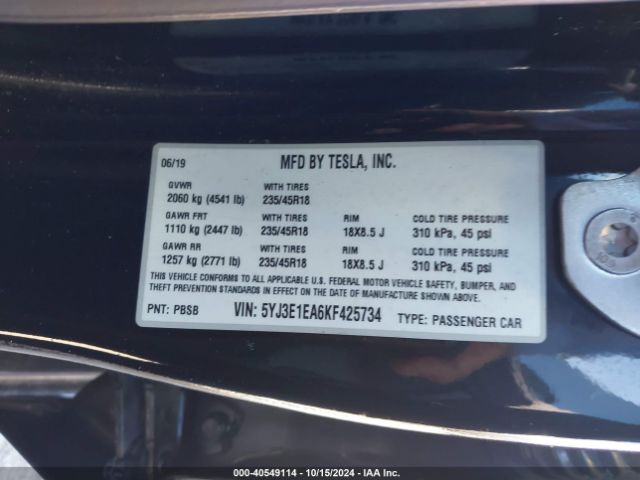 06/19 MFD BY TESLA, INC.
GVWR WITH TIRES
2060 kg (4541 lb) 235/45R18
GAWR FRT WITH TIRES RIM COLD TIRE PRESSURE
1110 kg (2447 lb) 235/45R18 18X8.5 J 310 kPa, 45 psi
GAWR RR WITH TIRES RIM COLD TIRE PRESSURE
1257 kg (2771 lb) 235/45R18 18X8.5 J 310 kPa, 45 psi
THIS VEHICLE CONFORMS TO ALL APPLICABLE U.S. FEDERAL MOTOR VEHICLE SAFETY, BUMPER, AND
THEFT PREVENTION STANDARDS IN EFFECT ON THE DATE OF MANUFACTURE SHOWN ABOVE.
PNT: PBSB VIN: 5YJ3E1EA6KF425734 TYPE: PASSENGER CAR
000-40549114 - 10/15/2024 - IAA Inc.